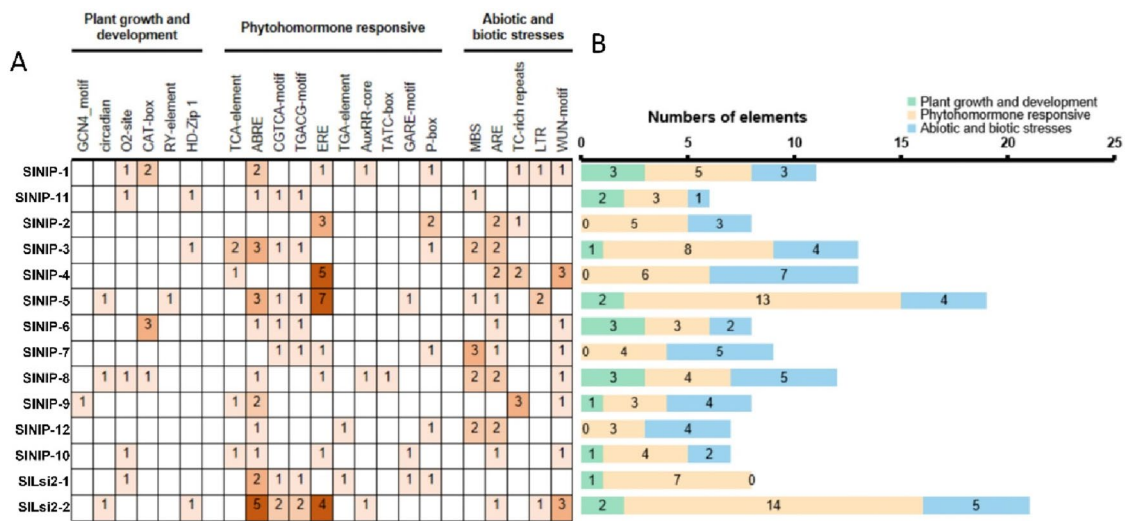 Plant growth and development
Phytohomormone responsive
Abiotic and biotic stresses
A
GCN4_motif
circadian
O2-site
CAT-box
RY-element
HD-Zip 1
TCA-element
ABRE
CGTCA-motif
TGACG-motif
ERE
TGA-element
AuxRR-core
TATC-box
GARE-motif
P-box
MBS
ARE
TC-rich repeats
LTR
WUN-motif
SlNIP-1 1 2 2 1 1 1 1 1 1
SlNIP-11 1 1 1 1 1 1
SlNIP-2 3 2 2 1
SlNIP-3 1 2 3 1 1 1 2 2
SlNIP-4 1 5 2 2 3
SlNIP-5 1 1 3 1 1 7 1 1 1 2
SlNIP-6 3 1 1 1 1 1
SlNIP-7 1 1 1 1 3 1 1
SlNIP-8 1 1 1 1 1 1 1 2 2 1
SlNIP-9 1 1 2 3 1
SlNIP-12 1 1 1 2 2
SlNIP-10 1 1 1 1 1 1 1
SlLsi2-1 1 2 1 1 1 1 1
SlLsi2-2 1 1 5 2 2 4 1 1 1 3
B
Numbers of elements
Plant growth and development
Phytohomormone responsive
Abiotic and biotic stresses
0 5 10 15 20 25
3 5 3
2 3 1
0 5 3
1 8 4
0 6 7
2 13 4
3 3 2
0 4 5
3 4 5
1 3 4
0 3 4
1 4 2
1 7 0
2 14 5